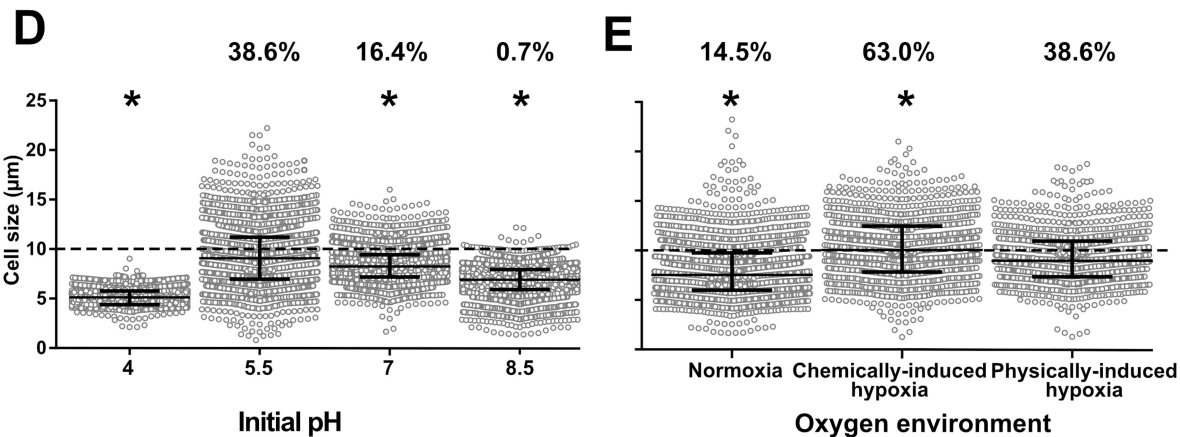 D
38.6% 16.4% 0.7%
* * *
25
20
15
10
5
0
Cell size (µm)
4 5.5 7 8.5
Initial pH
E
14.5% 63.0% 38.6%
* *
Normoxia Chemically-induced Physically-induced
hypoxia hypoxia
Oxygen environment